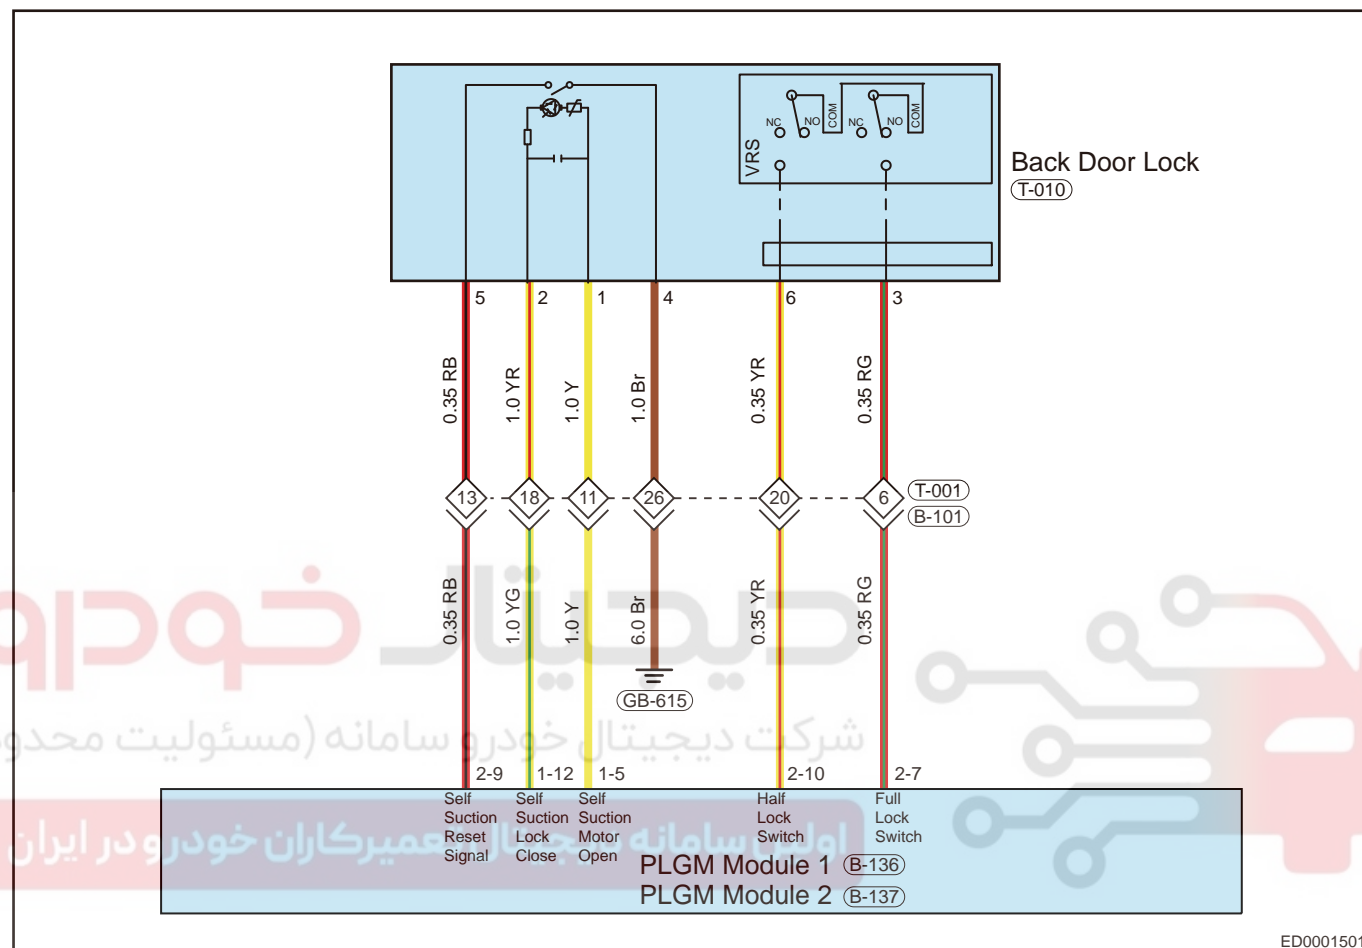 VRS
NC
NO
COM
NC
NO
COM
Back Door Lock
T-010
5
2
1
4
6
3
0.35 RB
1.0 YR
1.0 Y
1.0 Br
0.35 YR
0.35 RG
13
18
11
26
20
6
T-001
B-101
0.35 RB
1.0 YG
1.0 Y
6.0 Br
0.35 YR
0.35 RG
دیجیتال خودرو
GB-615
شرکت دیجیتال خودرو سامانه (مسئولیت محدود
2-9
1-12
1-5
2-10
2-7
Self Suction Reset Signal
Self Suction Lock Close
Self Suction Motor Open
Half Lock Switch
Full Lock Switch
اولین سامانه دیجیتال تعمیرکاران خودرو در ایران
PLGM Module 1 B-136
PLGM Module 2 B-137
ED0001501